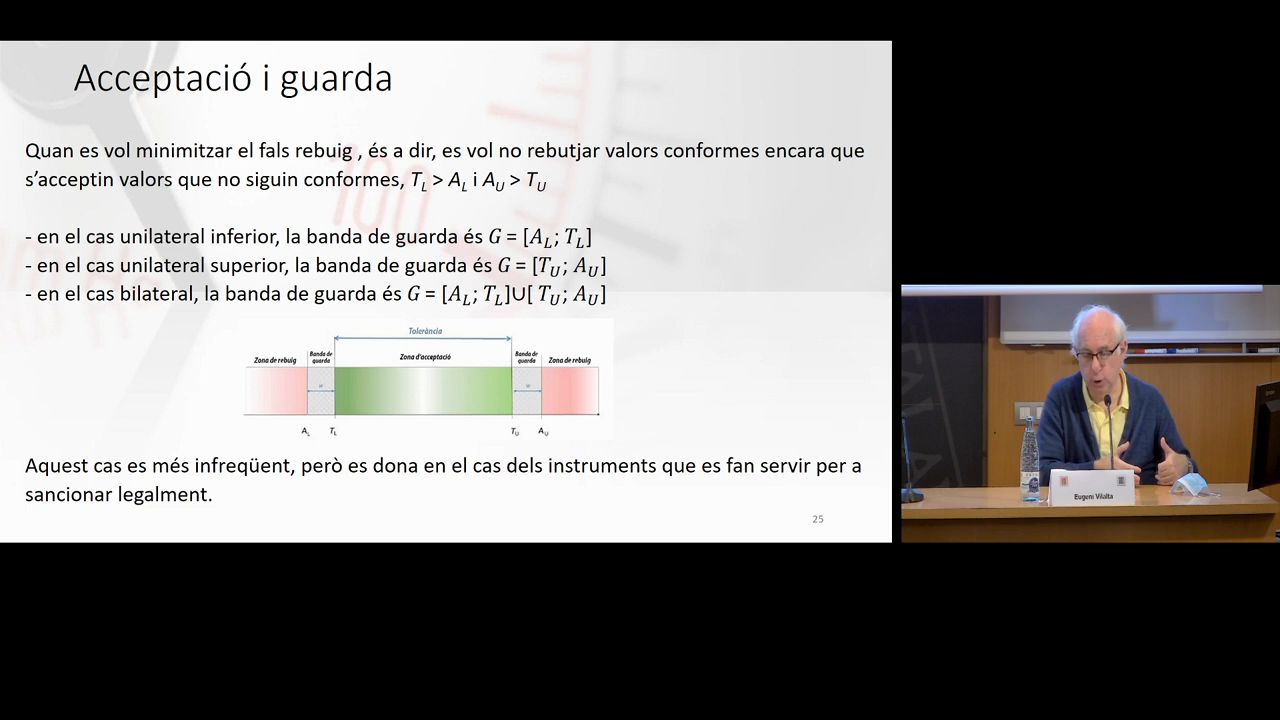 Acceptació i guarda
Quan es vol minimitzar el fals rebuig , és a dir, es vol no rebutjar valors conformes encara que
s’acceptin valors que no siguin conformes, T_L > A_L i A_U > T_U
- en el cas unilateral inferior, la banda de guarda és G = [A_L; T_L]
- en el cas unilateral superior, la banda de guarda és G = [T_U; A_U]
- en el cas bilateral, la banda de guarda és G = [A_L; T_L]∪[ T_U; A_U]
Tolerància
Zona de rebuig
Banda de
guarda
Zona d'acceptació
Banda de
guarda
Zona de rebuig
w
w
A_L
T_L
T_U
A_U
Aquest cas es més infreqüent, però es dona en el cas dels instruments que es fan servir per a
sancionar legalment.
25
Eugeni Vilalta